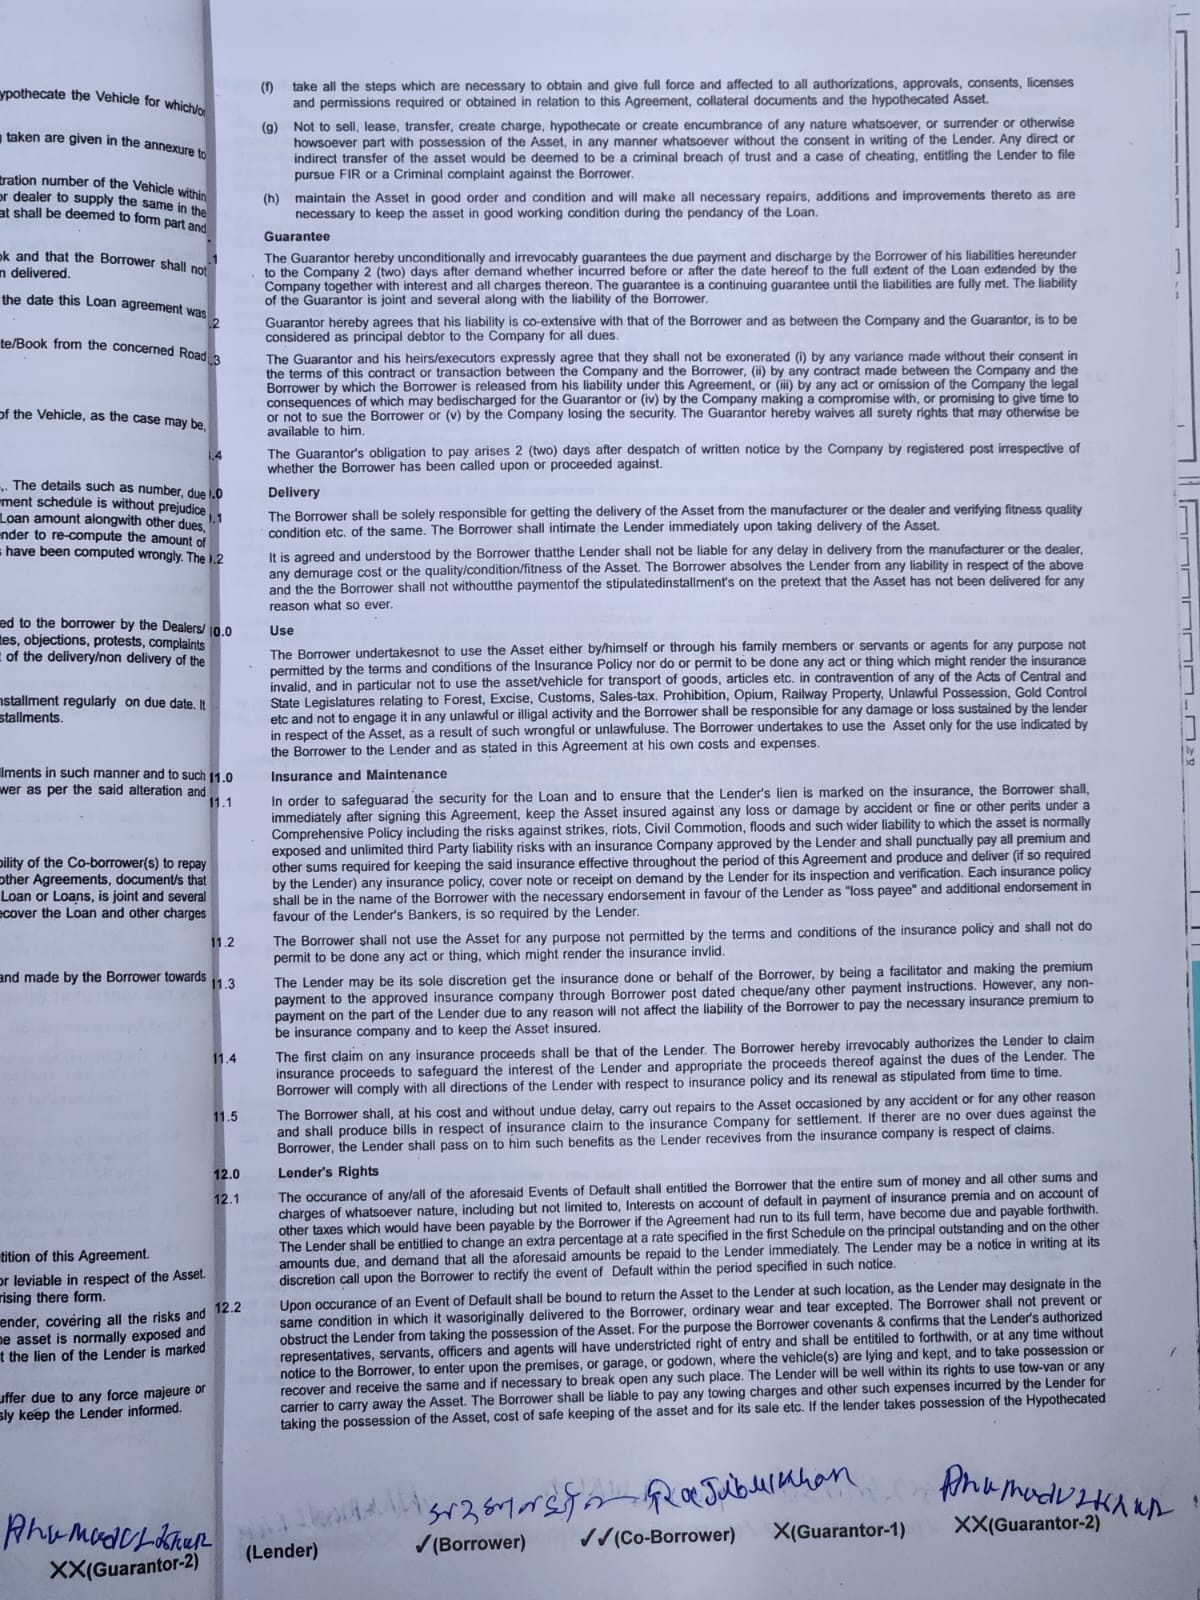 ypothecate the Vehicle for which/or
taken are given in the annexure to
tration number of the Vehicle within
or dealer to supply the same in the
at shall be deemed to form part and
ok and that the Borrower shall not
n delivered.
the date this Loan agreement was
te/Book from the concerned Road
of the Vehicle, as the case may be,
,. The details such as number, due
ment schedule is without prejudice
Loan amount alongwith other dues,
nder to re-compute the amount of
have been computed wrongly. The
ed to the borrower by the Dealers/
tes, objections, protests, complaints
of the delivery/non delivery of the
nstallment regularly on due date. It
stallments.
lments in such manner and to such
wer as per the said alteration and
bility of the Co-borrower(s) to repay
other Agreements, document/s that
Loan or Loans, is joint and several
ecover the Loan and other charges
and made by the Borrower towards
tition of this Agreement.
or leviable in respect of the Asset.
rising there form.
ender, covering all the risks and
e asset is normally exposed and
t the lien of the Lender is marked
uffer due to any force majeure or
sly keep the Lender informed.
XX(Guarantor-2)
(f) take all the steps which are necessary to obtain and give full force and affected to all authorizations, approvals, consents, licenses
and permissions required or obtained in relation to this Agreement, collateral documents and the hypothecated Asset.
(g) Not to sell, lease, transfer, create charge, hypothecate or create encumbrance of any nature whatsoever, or surrender or otherwise
howsoever part with possession of the Asset, in any manner whatsoever without the consent in writing of the Lender. Any direct or
indirect transfer of the asset would be deemed to be a criminal breach of trust and a case of cheating, entitling the Lender to file
pursue FIR or a Criminal complaint against the Borrower.
(h) maintain the Asset in good order and condition and will make all necessary repairs, additions and improvements thereto as are
necessary to keep the asset in good working condition during the pendancy of the Loan.
Guarantee
.1 The Guarantor hereby unconditionally and irrevocably guarantees the due payment and discharge by the Borrower of his liabilities hereunder
to the Company 2 (two) days after demand whether incurred before or after the date hereof to the full extent of the Loan extended by the
Company together with interest and all charges thereon. The guarantee is a continuing guarantee until the liabilities are fully met. The liability
of the Guarantor is joint and several along with the liability of the Borrower.
.2 Guarantor hereby agrees that his liability is co-extensive with that of the Borrower and as between the Company and the Guarantor, is to be
considered as principal debtor to the Company for all dues.
.3 The Guarantor and his heirs/executors expressly agree that they shall not be exonerated (i) by any variance made without their consent in
the terms of this contract or transaction between the Company and the Borrower, (ii) by any contract made between the Company and the
Borrower by which the Borrower is released from his liability under this Agreement, or (iii) by any act or omission of the Company the legal
consequences of which may bedischarged for the Guarantor or (iv) by the Company making a compromise with, or promising to give time to
or not to sue the Borrower or (v) by the Company losing the security. The Guarantor hereby waives all surety rights that may otherwise be
available to him.
.4 The Guarantor's obligation to pay arises 2 (two) days after despatch of written notice by the Company by registered post irrespective of
whether the Borrower has been called upon or proceeded against.
.0 Delivery
.1 The Borrower shall be solely responsible for getting the delivery of the Asset from the manufacturer or the dealer and verifying fitness quality
condition etc. of the same. The Borrower shall intimate the Lender immediately upon taking delivery of the Asset.
.2 It is agreed and understood by the Borrower thatthe Lender shall not be liable for any delay in delivery from the manufacturer or the dealer,
any demurage cost or the quality/condition/fitness of the Asset. The Borrower absolves the Lender from any liability in respect of the above
and the the Borrower shall not withoutthe paymentof the stipulatedinstallment's on the pretext that the Asset has not been delivered for any
reason what so ever.
10.0 Use
The Borrower undertakesnot to use the Asset either by/himself or through his family members or servants or agents for any purpose not
permitted by the terms and conditions of the Insurance Policy nor do or permit to be done any act or thing which might render the insurance
invalid, and in particular not to use the asset/vehicle for transport of goods, articles etc. in contravention of any of the Acts of Central and
State Legislatures relating to Forest, Excise, Customs, Sales-tax. Prohibition, Opium, Railway Property, Unlawful Possession, Gold Control
etc and not to engage it in any unlawful or illigal activity and the Borrower shall be responsible for any damage or loss sustained by the lender
in respect of the Asset, as a result of such wrongful or unlawfuluse. The Borrower undertakes to use the Asset only for the use indicated by
the Borrower to the Lender and as stated in this Agreement at his own costs and expenses.
11.0 Insurance and Maintenance
11.1 In order to safeguarad the security for the Loan and to ensure that the Lender's lien is marked on the insurance, the Borrower shall,
immediately after signing this Agreement, keep the Asset insured against any loss or damage by accident or fine or other perits under a
Comprehensive Policy including the risks against strikes, riots, Civil Commotion, floods and such wider liability to which the asset is normally
exposed and unlimited third Party liability risks with an insurance Company approved by the Lender and shall punctually pay all premium and
other sums required for keeping the said insurance effective throughout the period of this Agreement and produce and deliver (if so required
by the Lender) any insurance policy, cover note or receipt on demand by the Lender for its inspection and verification. Each insurance policy
shall be in the name of the Borrower with the necessary endorsement in favour of the Lender as "loss payee" and additional endorsement in
favour of the Lender's Bankers, is so required by the Lender.
11.2 The Borrower shall not use the Asset for any purpose not permitted by the terms and conditions of the insurance policy and shall not do
permit to be done any act or thing, which might render the insurance invlid.
11.3 The Lender may be its sole discretion get the insurance done or behalf of the Borrower, by being a facilitator and making the premium
payment to the approved insurance company through Borrower post dated cheque/any other payment instructions. However, any non-
payment on the part of the Lender due to any reason will not affect the liability of the Borrower to pay the necessary insurance premium to
be insurance company and to keep the Asset insured.
11.4 The first claim on any insurance proceeds shall be that of the Lender. The Borrower hereby irrevocably authorizes the Lender to claim
insurance proceeds to safeguard the interest of the Lender and appropriate the proceeds thereof against the dues of the Lender. The
Borrower will comply with all directions of the Lender with respect to insurance policy and its renewal as stipulated from time to time.
11.5 The Borrower shall, at his cost and without undue delay, carry out repairs to the Asset occasioned by any accident or for any other reason
and shall produce bills in respect of insurance claim to the insurance Company for settlement. If therer are no over dues against the
Borrower, the Lender shall pass on to him such benefits as the Lender recevives from the insurance company is respect of claims.
12.0 Lender's Rights
12.1 The occurance of any/all of the aforesaid Events of Default shall entitled the Borrower that the entire sum of money and all other sums and
charges of whatsoever nature, including but not limited to, Interests on account of default in payment of insurance premia and on account of
other taxes which would have been payable by the Borrower if the Agreement had run to its full term, have become due and payable forthwith.
The Lender shall be entitlied to change an extra percentage at a rate specified in the first Schedule on the principal outstanding and on the other
amounts due, and demand that all the aforesaid amounts be repaid to the Lender immediately. The Lender may be a notice in writing at its
discretion call upon the Borrower to rectify the event of Default within the period specified in such notice.
12.2 Upon occurance of an Event of Default shall be bound to return the Asset to the Lender at such location, as the Lender may designate in the
same condition in which it wasoriginally delivered to the Borrower, ordinary wear and tear excepted. The Borrower shall not prevent or
obstruct the Lender from taking the possession of the Asset. For the purpose the Borrower covenants & confirms that the Lender's authorized
representatives, servants, officers and agents will have understricted right of entry and shall be entitiled to forthwith, or at any time without
notice to the Borrower, to enter upon the premises, or garage, or godown, where the vehicle(s) are lying and kept, and to take possession or
recover and receive the same and if necessary to break open any such place. The Lender will be well within its rights to use tow-van or any
carrier to carry away the Asset. The Borrower shall be liable to pay any towing charges and other such expenses incurred by the Lender for
taking the possession of the Asset, cost of safe keeping of the asset and for its sale etc. If the lender takes possession of the Hypothecated
(Lender) ✓(Borrower) ✓✓(Co-Borrower) X(Guarantor-1) XX(Guarantor-2)